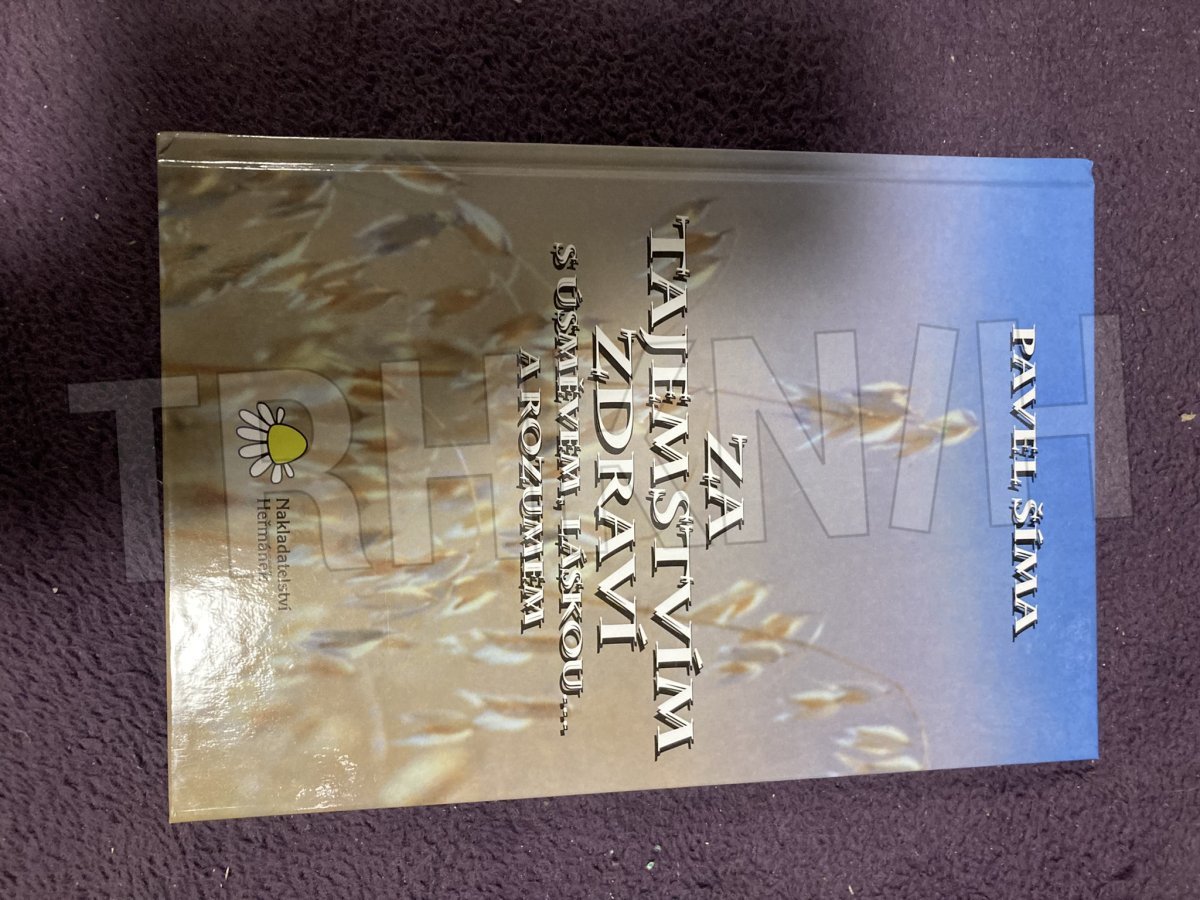 PAVEL ŠÍMA
ZA
TAJEMSTVÍM
ZDRAVÍ
S ÚSMĚVEM, LÁSKOU...
A ROZUMEM
Nakladatelství
Heřmánek
TRHKNIH